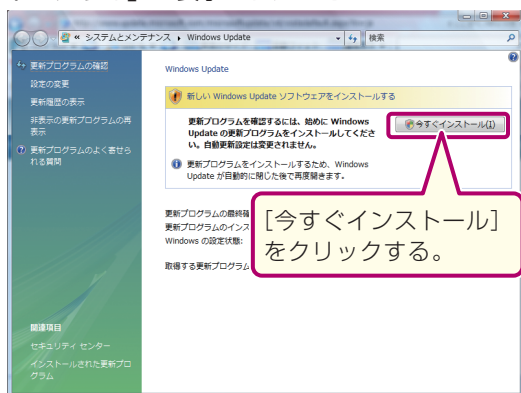 « システムとメンテナンス ▸ Windows Update
検索
更新プログラムの確認
設定の変更
更新履歴の表示
非表示の更新プログラムの再
表示
更新プログラムのよく寄せら
れる質問
関連項目
セキュリティ センター
インストールされた更新プロ
グラム
Windows Update
新しい Windows Update ソフトウェアをインストールする
更新プログラムを確認するには、始めに Windows
Update の更新プログラムをインストールしてくださ
い。自動更新設定は変更されません。
今すぐインストール(I)
更新プログラムをインストールするため、Windows
Update が自動的に閉じた後で再度開きます。
更新プログラムの最終確
更新プログラムのインス
Windows の設定状態:
取得する更新プログラム
[今すぐインストール]
をクリックする。